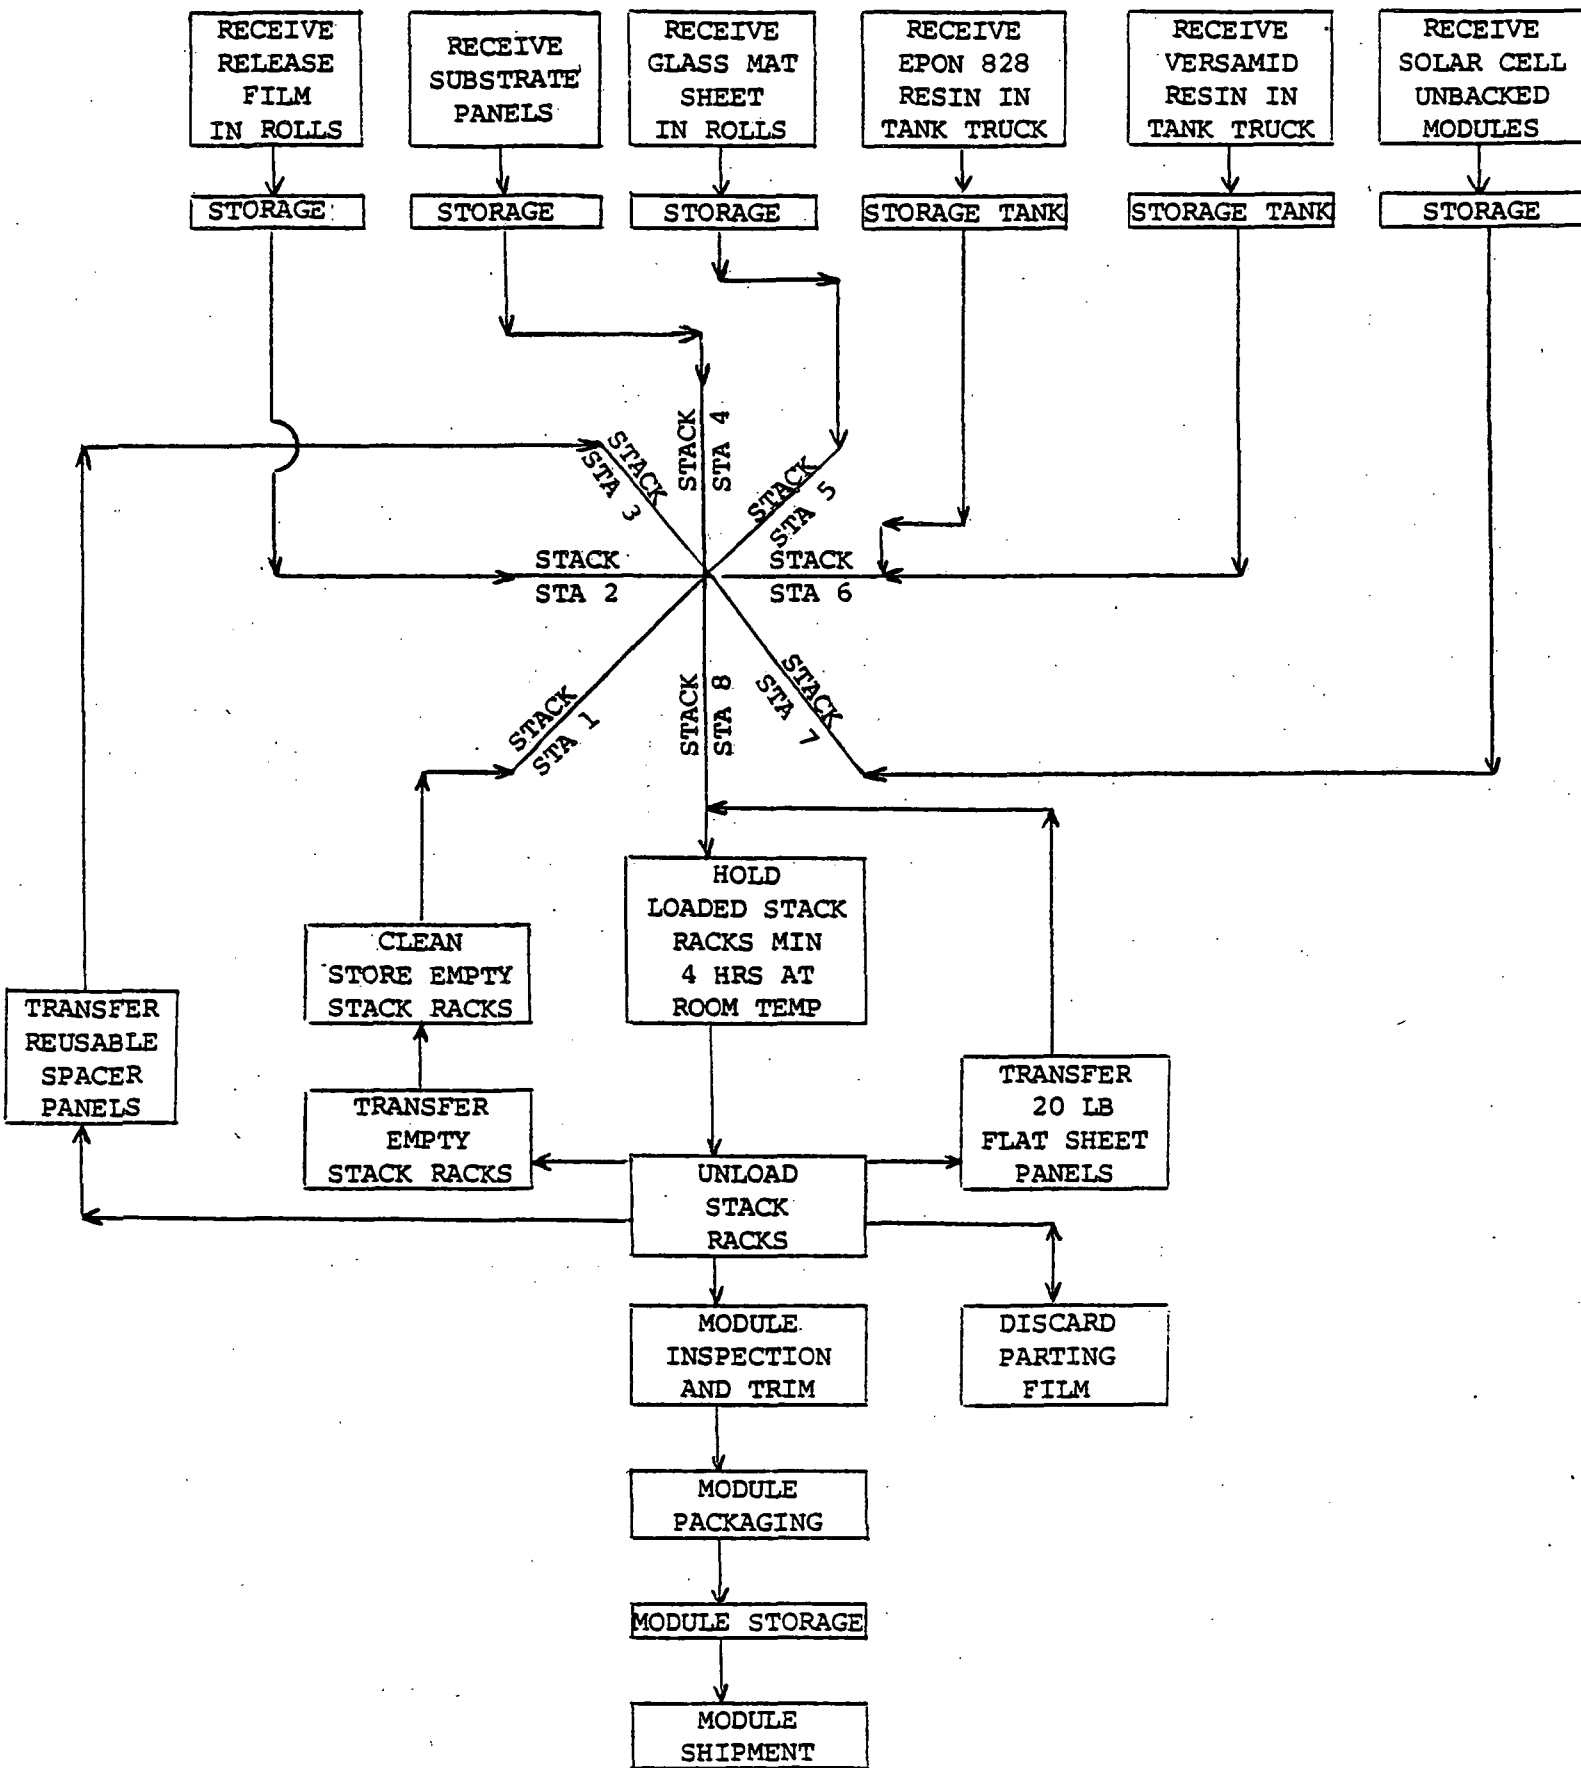 RECEIVE
RELEASE
FILM
IN ROLLS
RECEIVE
SUBSTRATE
PANELS
RECEIVE
GLASS MAT
SHEET
IN ROLLS
RECEIVE
EPON 828
RESIN IN
TANK TRUCK
RECEIVE
VERSAMID
RESIN IN
TANK TRUCK
RECEIVE
SOLAR CELL
UNBACKED
MODULES
STORAGE
STORAGE
STORAGE
STORAGE TANK
STORAGE TANK
STORAGE
STACK
STA 3
STACK
STA 4
STACK
STA 5
STACK
STA 2
STACK
STA 6
STACK
STA 1
STACK
STA 8
STACK
STA 7
HOLD
LOADED STACK
RACKS MIN
4 HRS AT
ROOM TEMP
CLEAN
STORE EMPTY
STACK RACKS
TRANSFER
REUSABLE
SPACER
PANELS
TRANSFER
EMPTY
STACK RACKS
TRANSFER
20 LB
FLAT SHEET
PANELS
UNLOAD
STACK
RACKS
MODULE
INSPECTION
AND TRIM
DISCARD
PARTING
FILM
MODULE
PACKAGING
MODULE STORAGE
MODULE
SHIPMENT